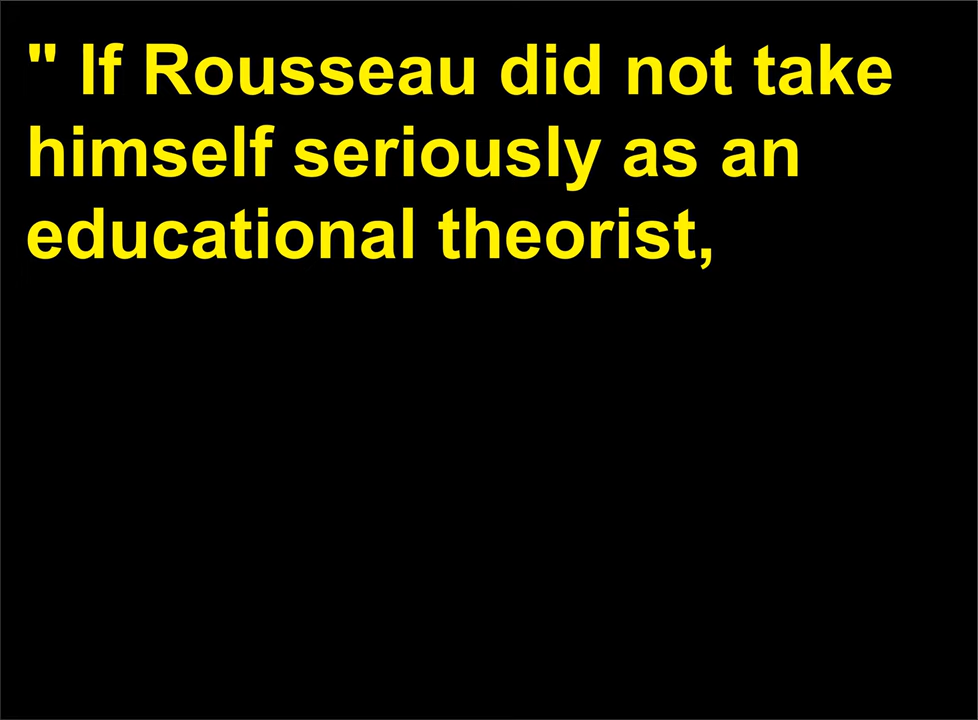 " If Rousseau did not take
himself seriously as an
educational theorist,